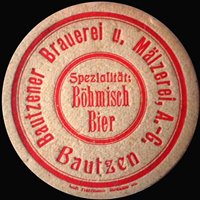 Bautzener Brauerei u. Mälzerei, A.-G.
Spezialität:
Böhmisch
Bier
Bautzen